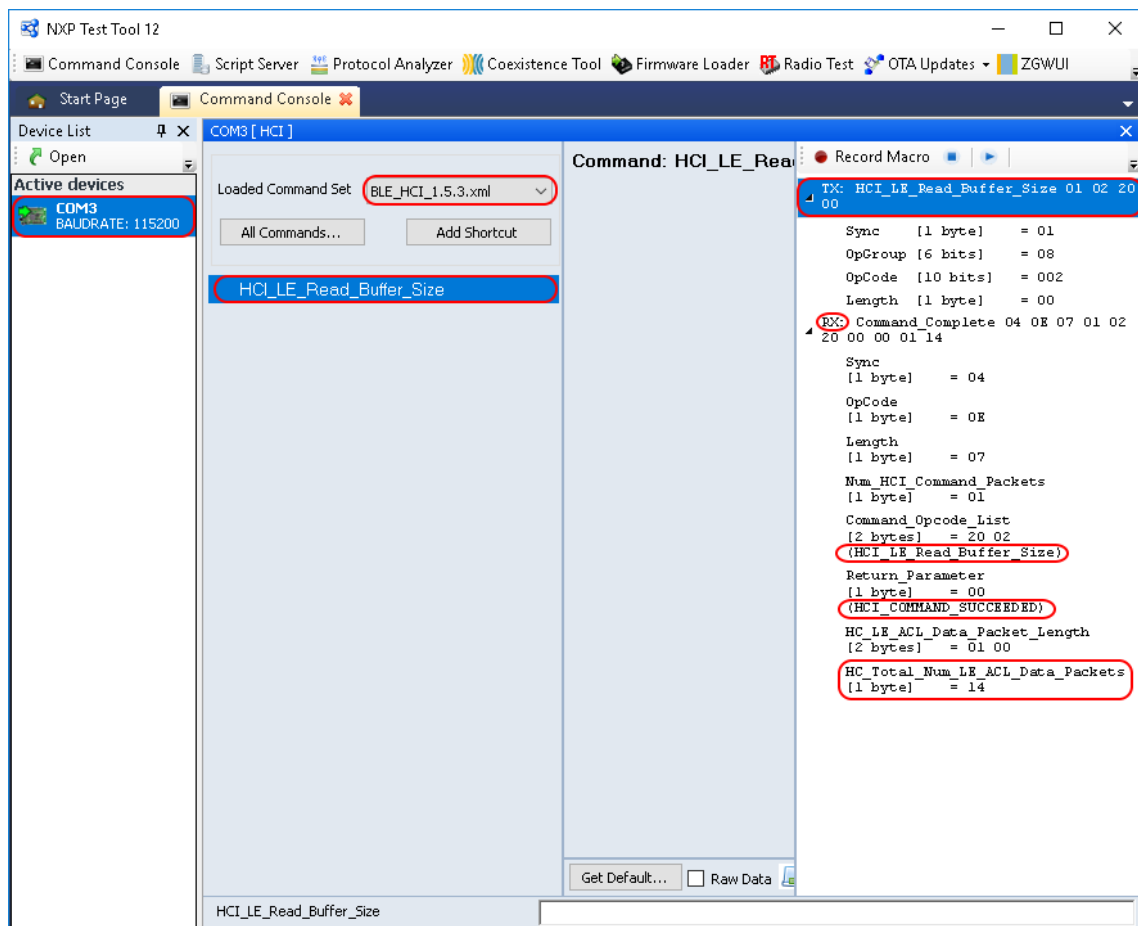 NXP Test Tool 12
Command Console Script Server Protocol Analyzer Coexistence Tool Firmware Loader Radio Test OTA Updates ZGWUI
Start Page Command Console
Device List
Open
Active devices
COM3
BAUDRATE: 115200
COM3 [ HCI ]
Loaded Command Set BLE_HCI_1.5.3.xml
All Commands... Add Shortcut
HCI_LE_Read_Buffer_Size
Command: HCI_LE_Rea
Get Default... Raw Data
Record Macro
TX: HCI_LE_Read_Buffer_Size 01 02 20
00
Sync [1 byte] = 01
OpGroup [6 bits] = 08
OpCode [10 bits] = 002
Length [1 byte] = 00
RX: Command_Complete 04 0E 07 01 02
20 00 00 01 14
Sync
[1 byte] = 04
OpCode
[1 byte] = 0E
Length
[1 byte] = 07
Num_HCI_Command_Packets
[1 byte] = 01
Command_Opcode_List
[2 bytes] = 20 02
(HCI_LE_Read_Buffer_Size)
Return_Parameter
[1 byte] = 00
(HCI_COMMAND_SUCCEEDED)
HC_LE_ACL_Data_Packet_Length
[2 bytes] = 01 00
HC_Total_Num_LE_ACL_Data_Packets
[1 byte] = 14
HCI_LE_Read_Buffer_Size